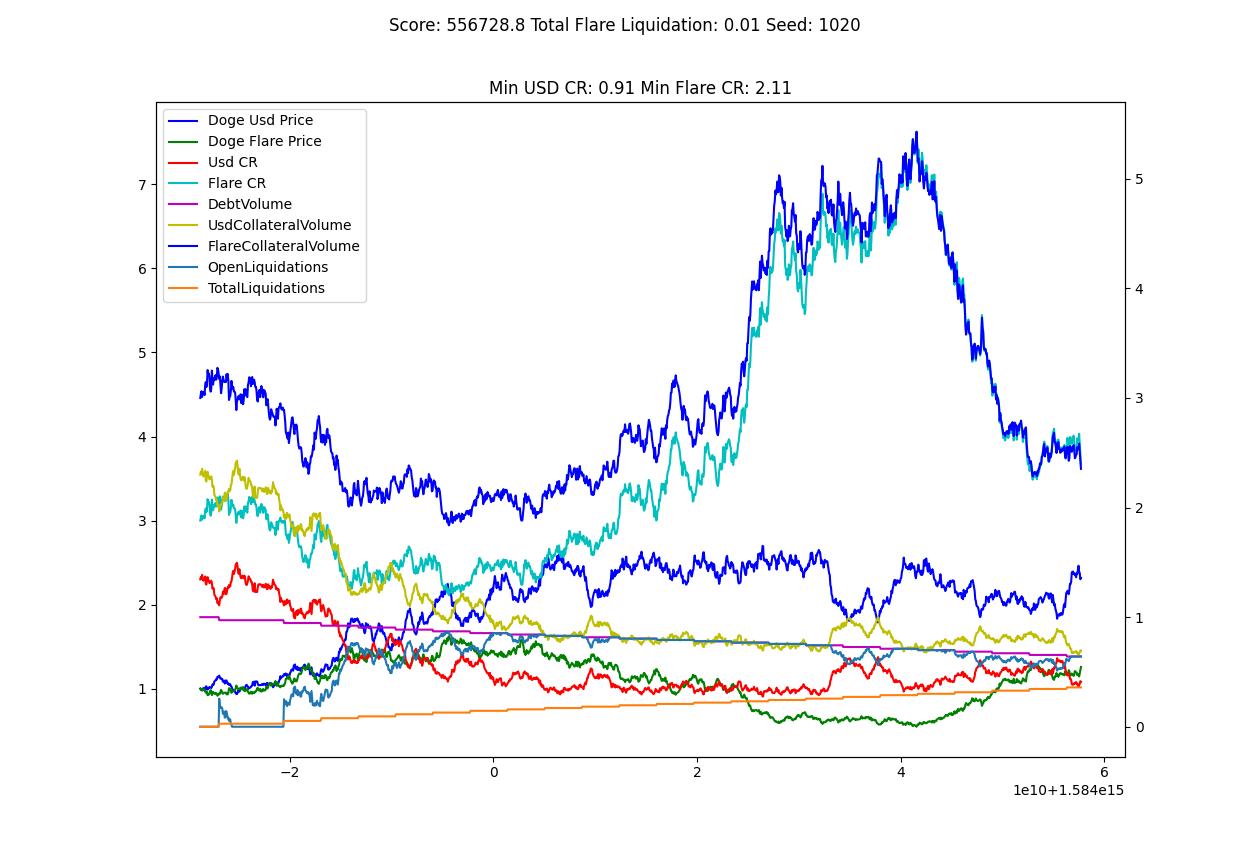 Score: 556728.8 Total Flare Liquidation: 0.01 Seed: 1020
Min USD CR: 0.91 Min Flare CR: 2.11
Doge Usd Price
Doge Flare Price
Usd CR
Flare CR
DebtVolume
UsdCollateralVolume
FlareCollateralVolume
OpenLiquidations
TotalLiquidations
7
6
5
4
3
2
1
5
4
3
2
1
0
−2
0
2
4
6
1e10+1.584e15